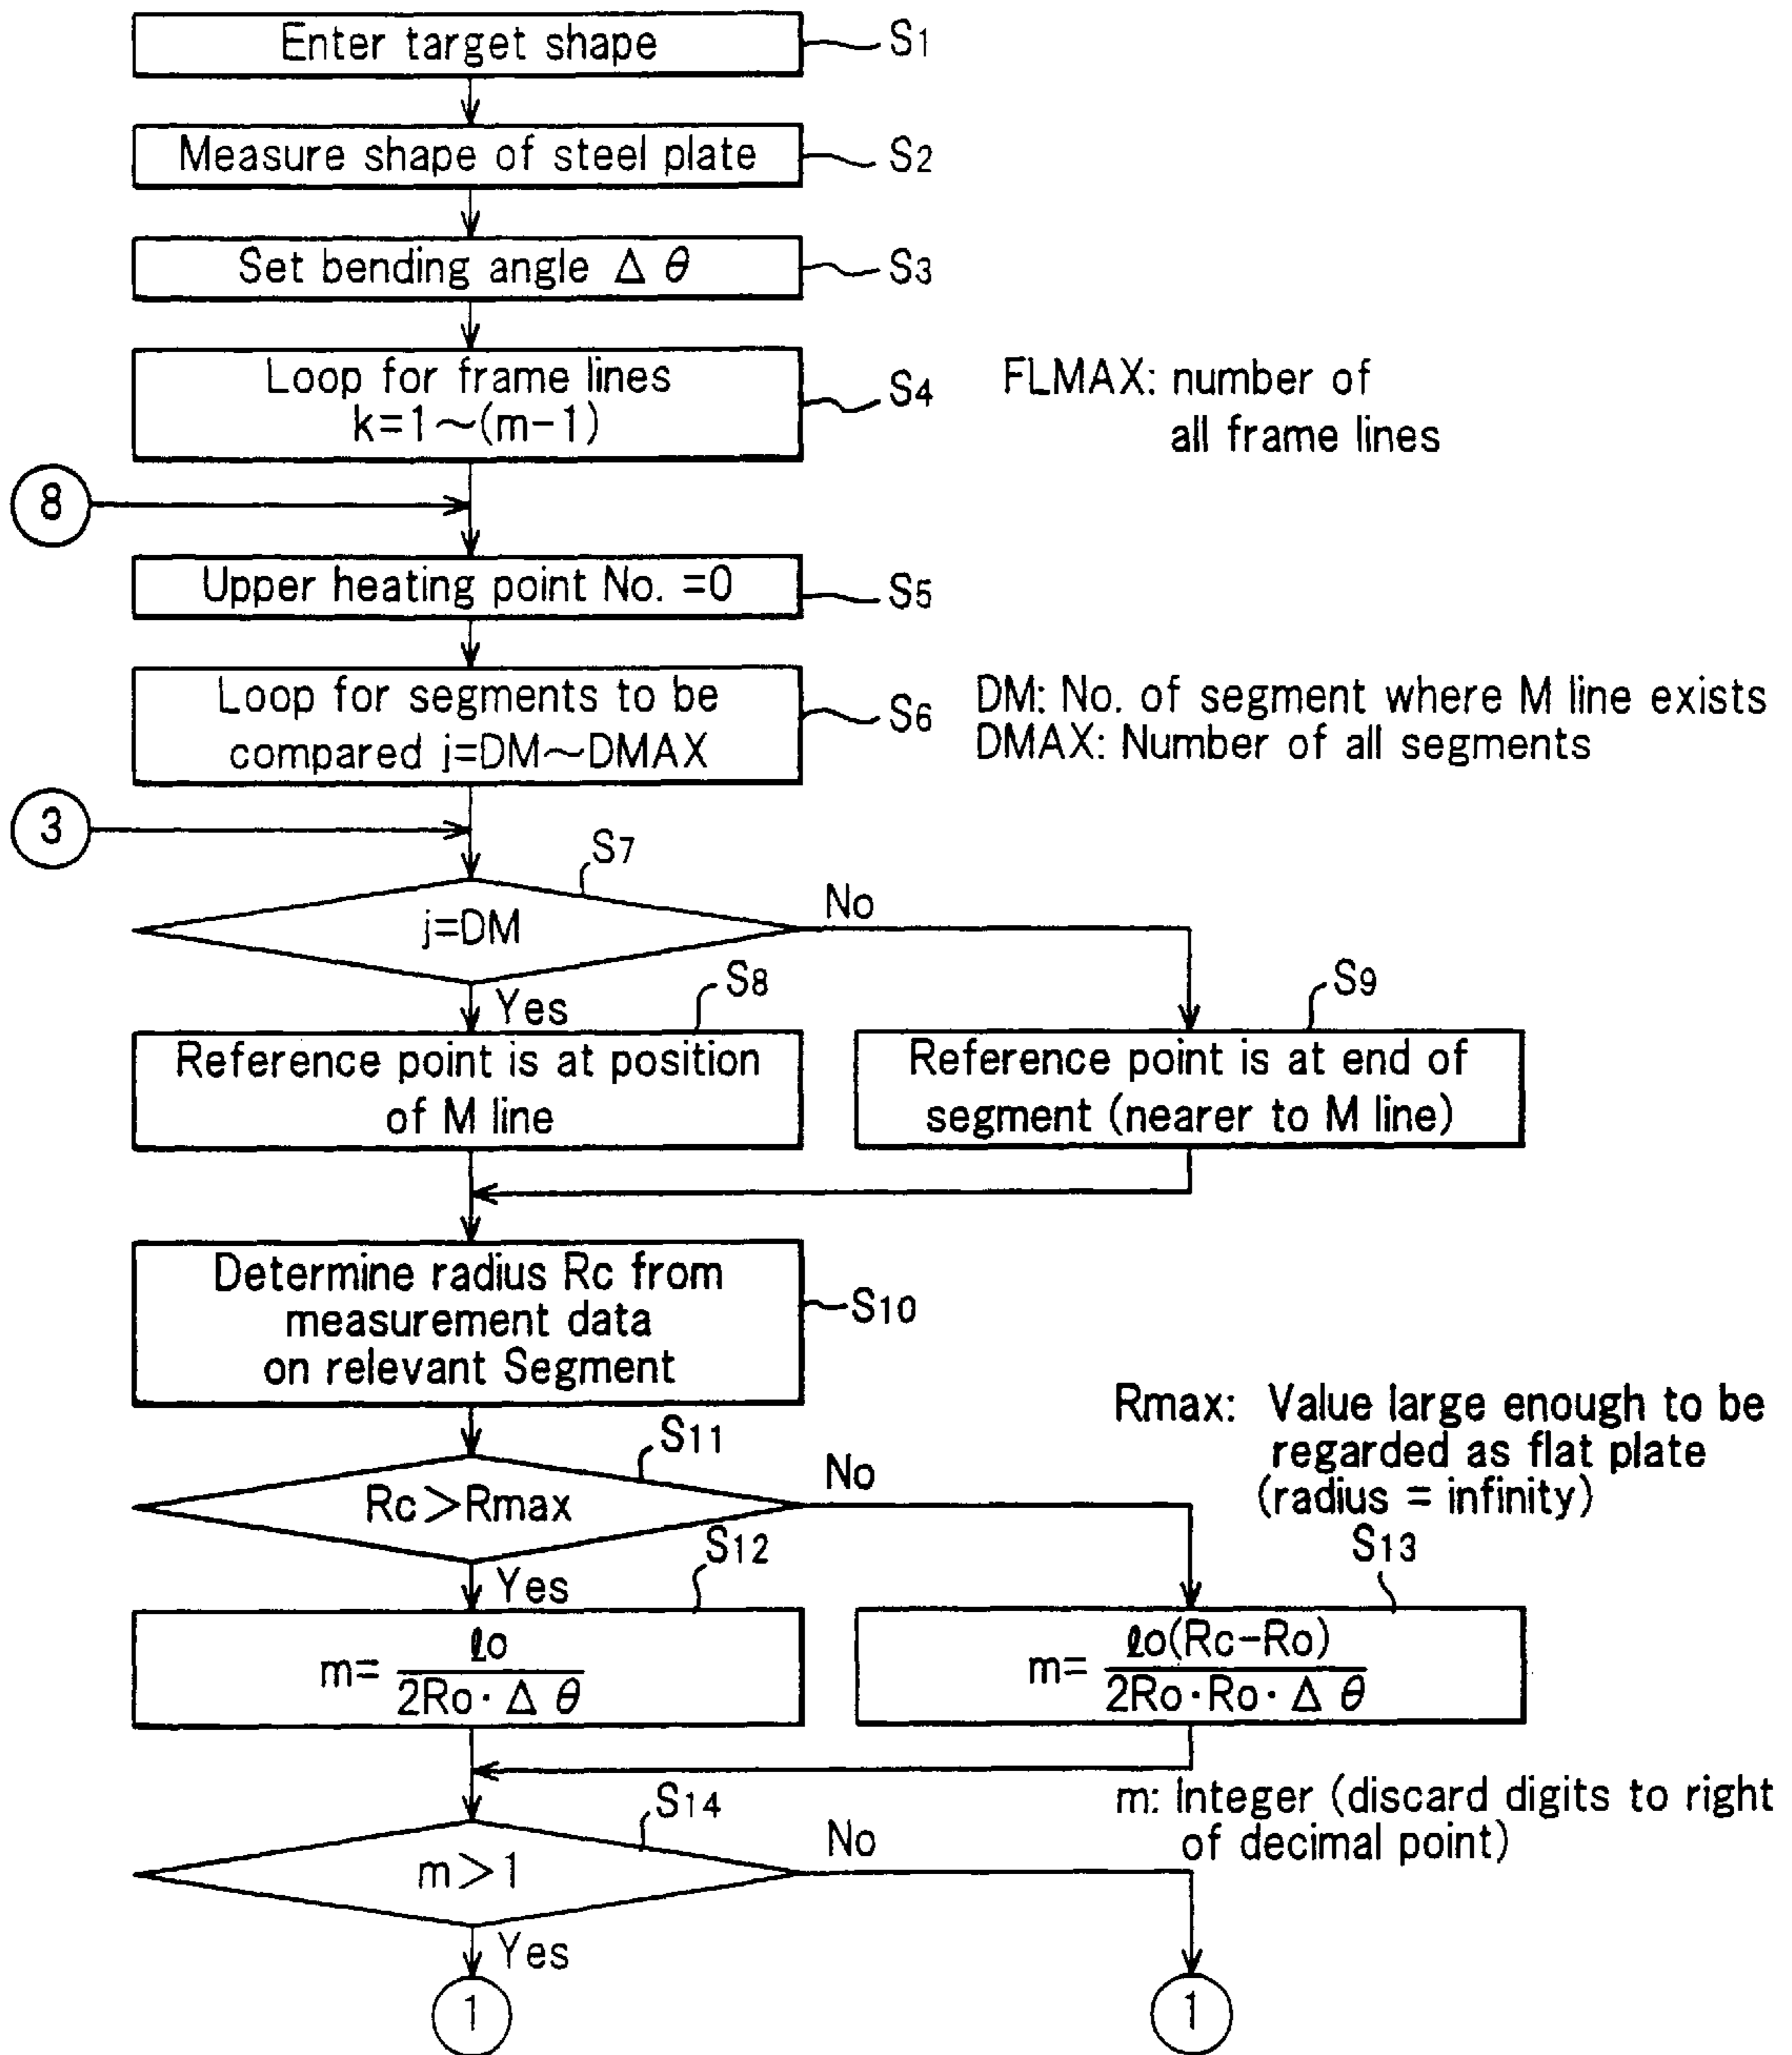 Enter target shape
S1
Measure shape of steel plate
S2
Set bending angle Δ θ
S3
Loop for frame lines
k=1~(m-1)
S4
FLMAX: number of
all frame lines
8
Upper heating point No. =0
S5
Loop for segments to be
compared j=DM~DMAX
S6
DM: No. of segment where M line exists
DMAX: Number of all segments
3
S7
j=DM
No
Yes
S8
S9
Reference point is at position
of M line
Reference point is at end of
segment (nearer to M line)
Determine radius Rc from
measurement data
on relevant Segment
S10
Rmax: Value large enough to be
regarded as flat plate
(radius = infinity)
S11
Rc>Rmax
No
Yes
S12
S13
m= ℓo / 2Ro· Δ θ
m= ℓo(Rc-Ro) / 2Ro·Ro· Δ θ
m: Integer (discard digits to right
of decimal point)
S14
m>1
No
Yes
1
1